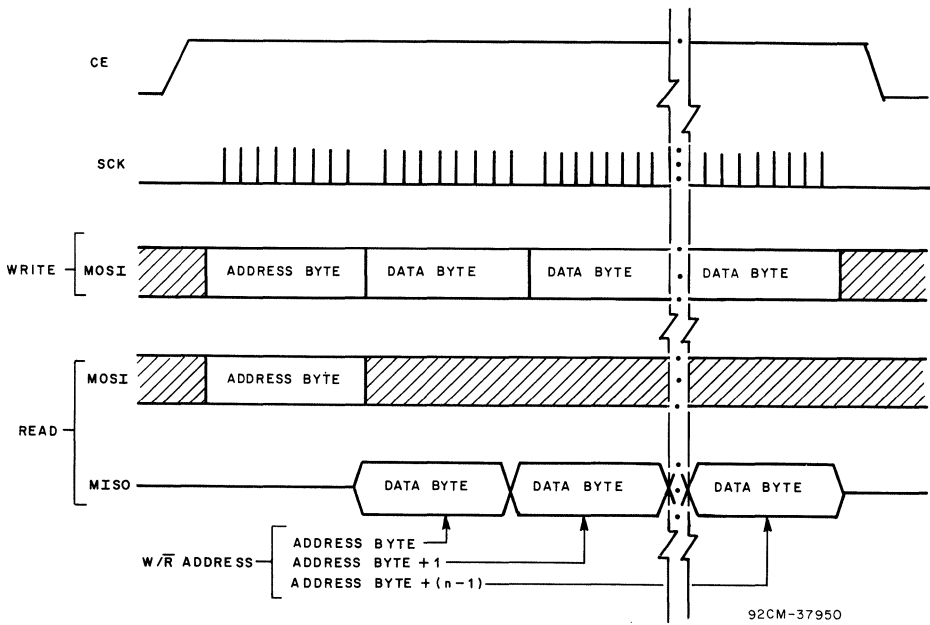 CE
SCK
WRITE
MOSI
ADDRESS BYTE
DATA BYTE
DATA BYTE
DATA BYTE
READ
MOSI
ADDRESS BYTE
MISO
DATA BYTE
DATA BYTE
DATA BYTE
W/R̅ ADDRESS
ADDRESS BYTE
ADDRESS BYTE +1
ADDRESS BYTE +(n-1)
92CM-37950